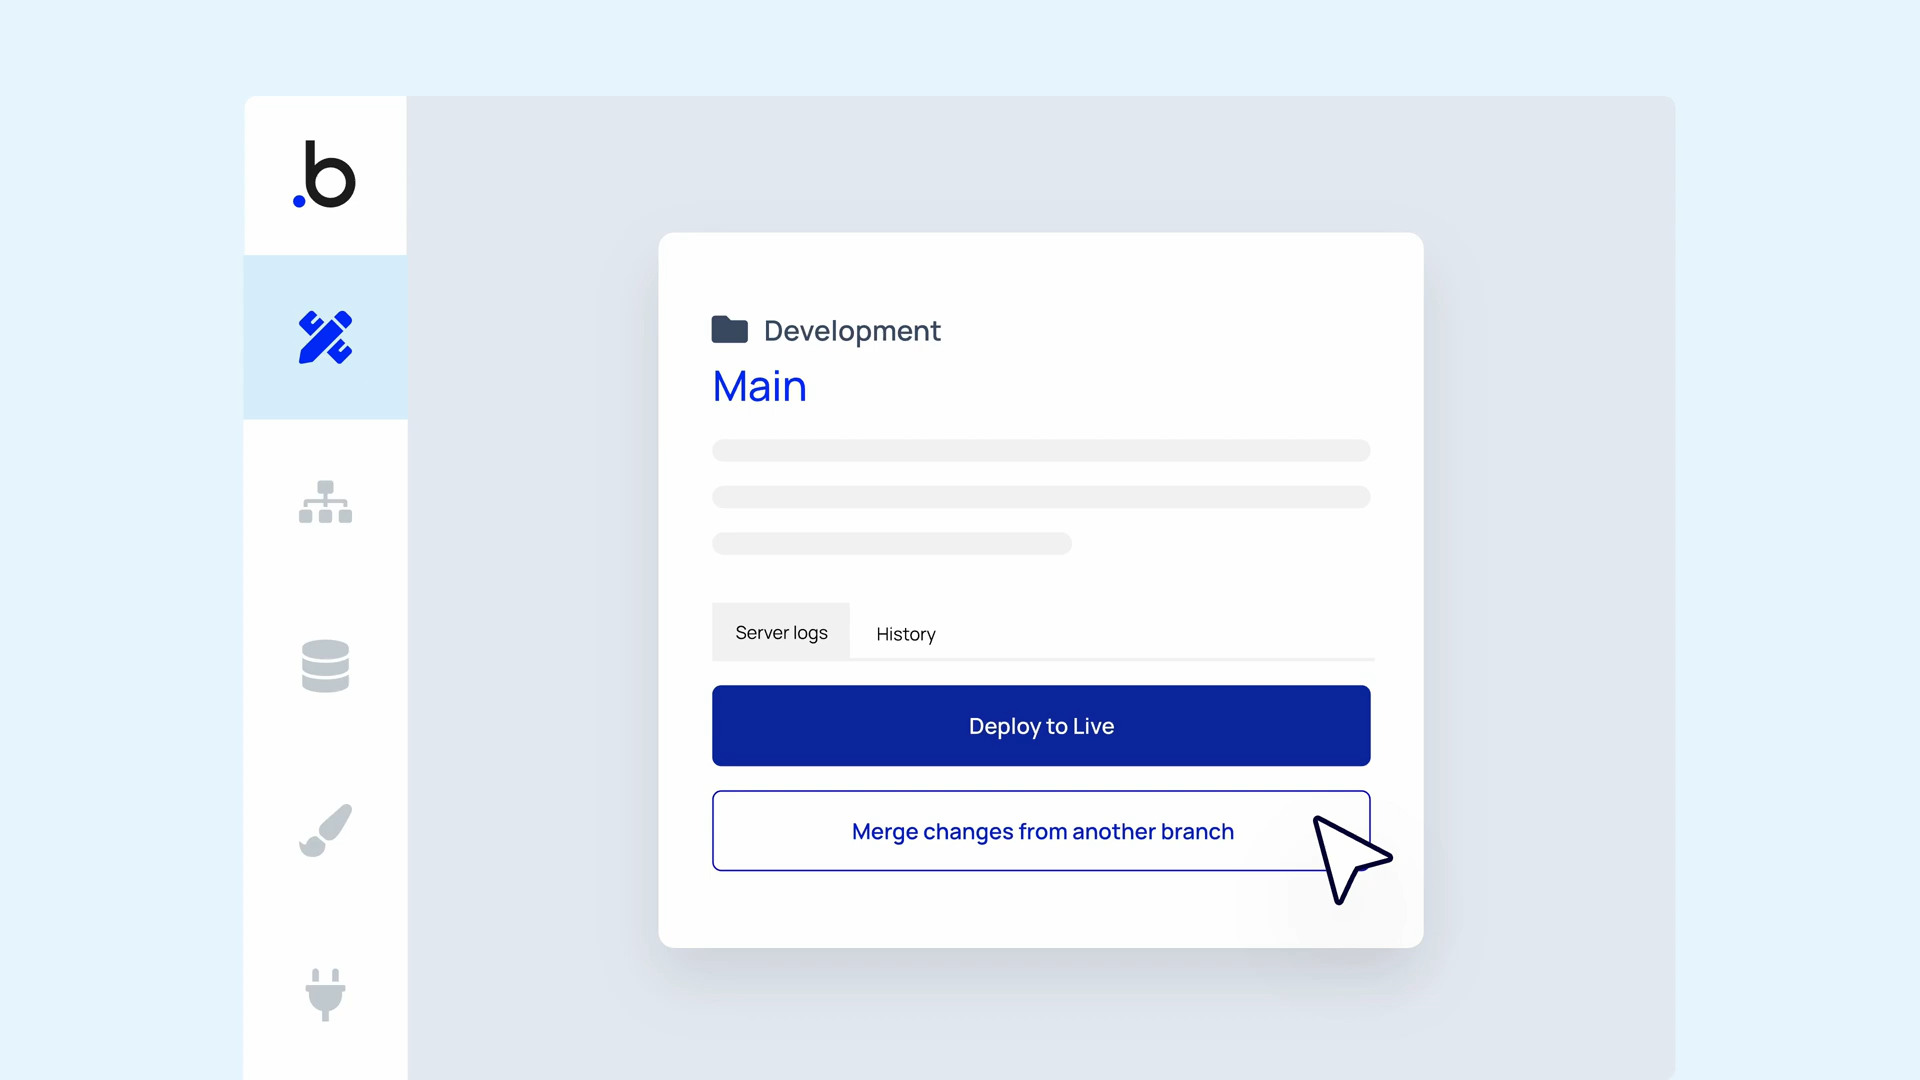 .b
Development
Main
Server logs
History
Deploy to Live
Merge changes from another branch